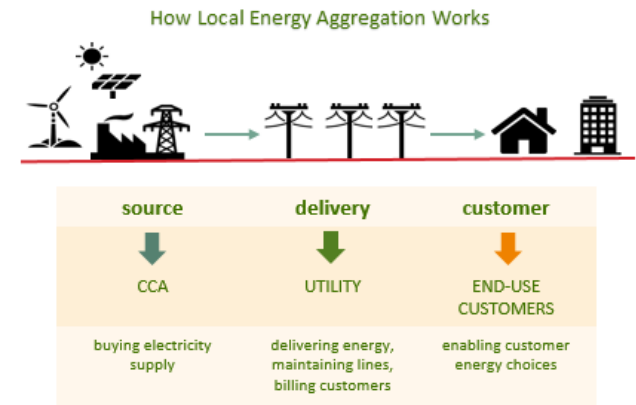 How Local Energy Aggregation Works
source
delivery
customer
CCA
UTILITY
END-USE
CUSTOMERS
buying electricity
supply
delivering energy,
maintaining lines,
billing customers
enabling customer
energy choices